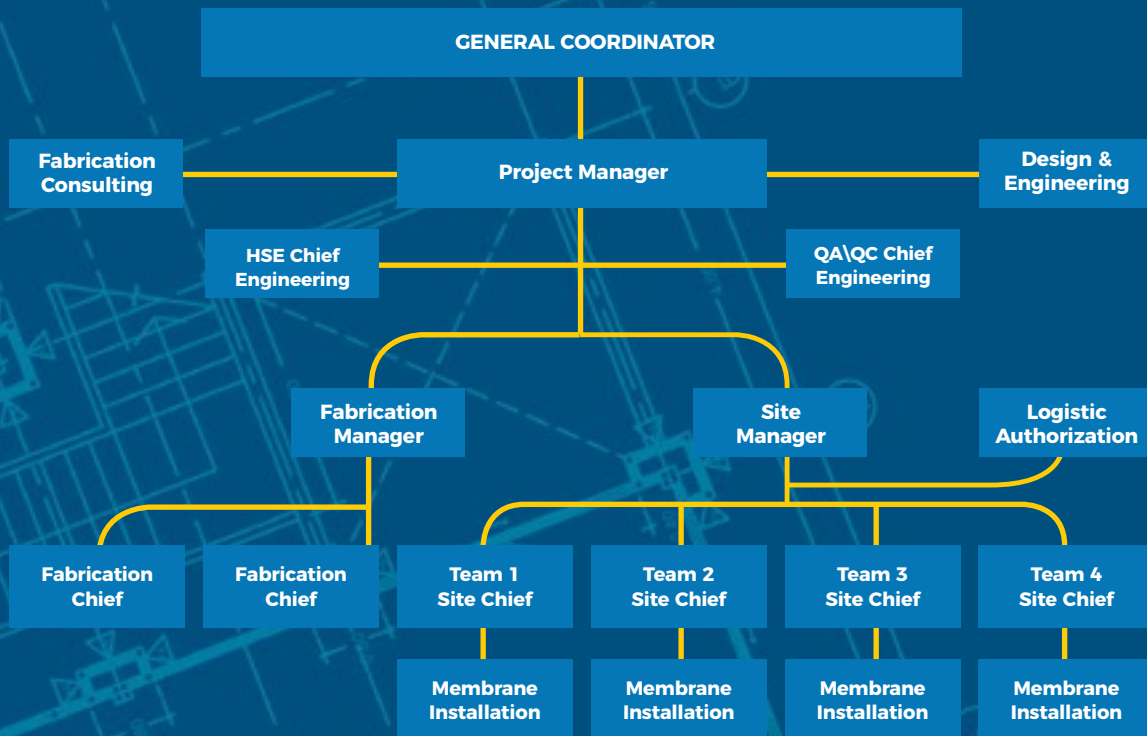 GENERAL COORDINATOR
Fabrication
Consulting
Project Manager
Design &
Engineering
HSE Chief
Engineering
QA\QC Chief
Engineering
Fabrication
Manager
Site
Manager
Logistic
Authorization
Fabrication
Chief
Fabrication
Chief
Team 1
Site Chief
Team 2
Site Chief
Team 3
Site Chief
Team 4
Site Chief
Membrane
Installation
Membrane
Installation
Membrane
Installation
Membrane
Installation